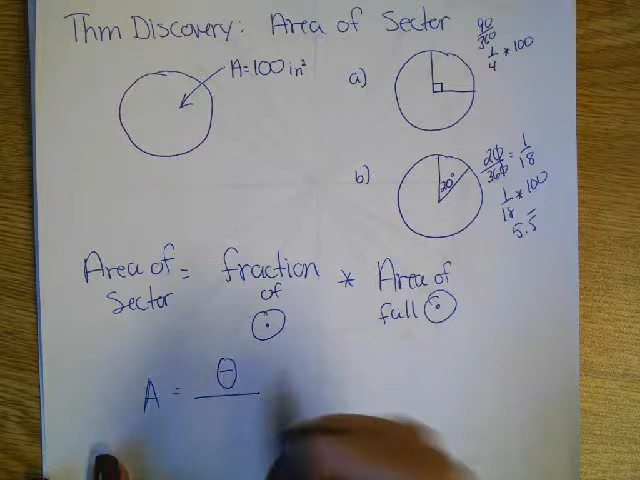 Thm Discovery: Area of Sector
A=100 in²
a)
90/360
1/4 * 100
b)
20°
20/360 = 1/18
1/18 * 100
5.5̅
Area of Sector = fraction of ⊙ * Area of full ⊙
A = θ